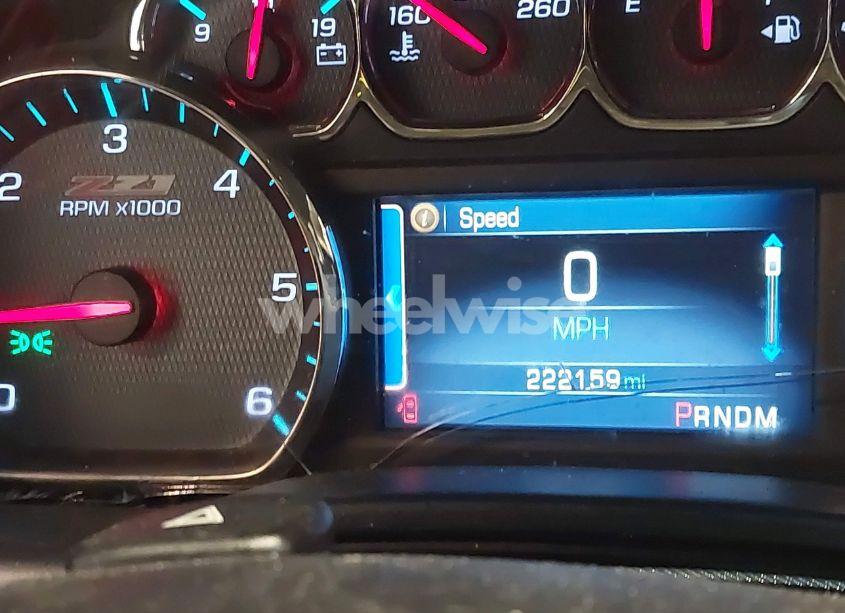 9
19
160
260
E
2
3
4
5
6
0
Z71
RPM X1000
Speed
0
MPH
222159 mi
PRNDM
wheelwise